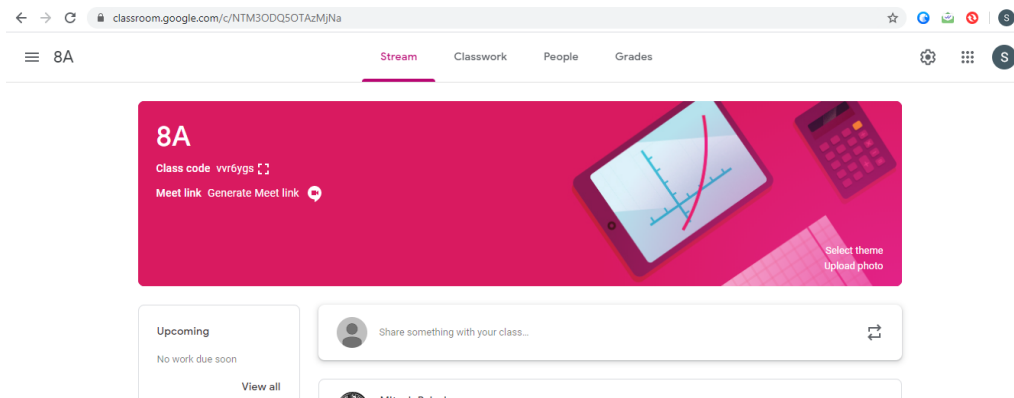 classroom.google.com/c/NTM3ODQ5OTAzMjNa
S
8A
Stream Classwork People Grades
S
8A
Class code vvr6ygs
Meet link Generate Meet link
Select theme
Upload photo
Upcoming
No work due soon
View all
Share something with your class...